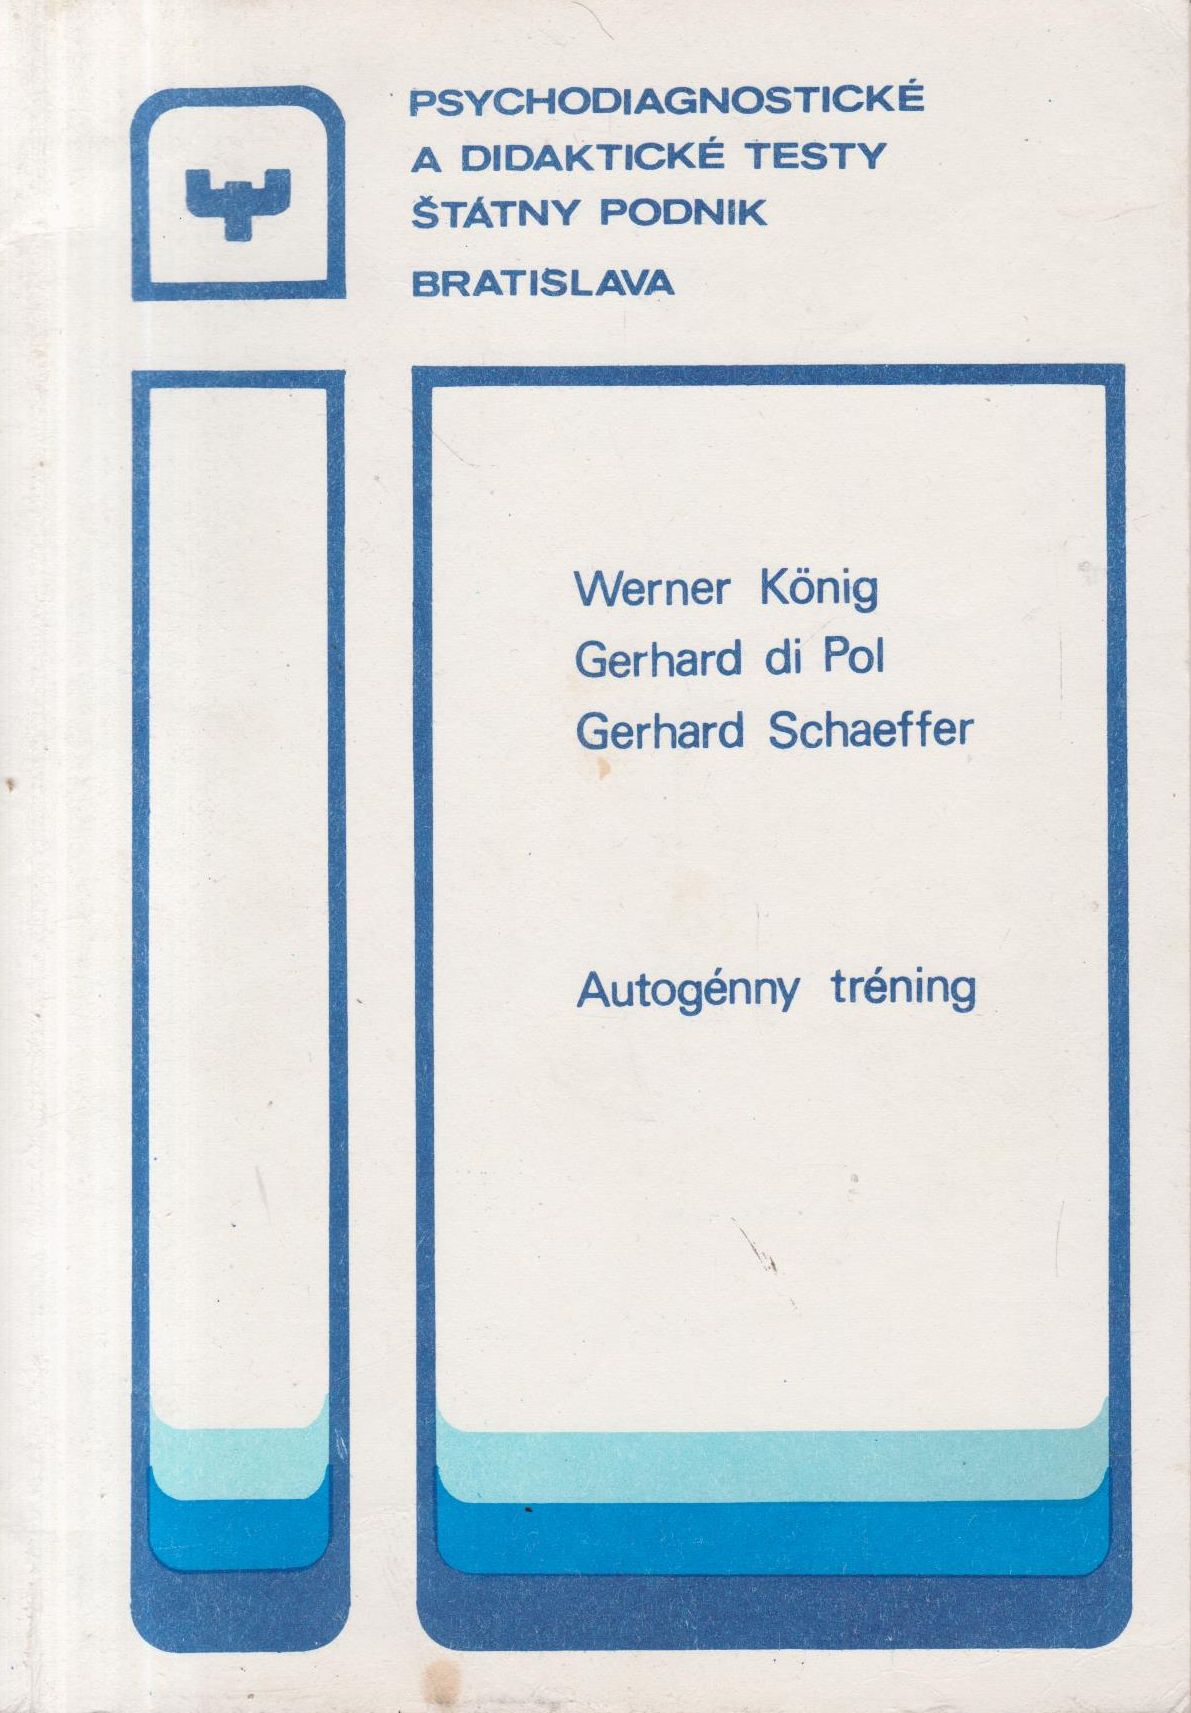 PSYCHODIAGNOSTICKÉ
A DIDAKTICKÉ TESTY
ŠTÁTNY PODNIK
BRATISLAVA
Werner König
Gerhard di Pol
Gerhard Schaeffer
Autogénny tréning